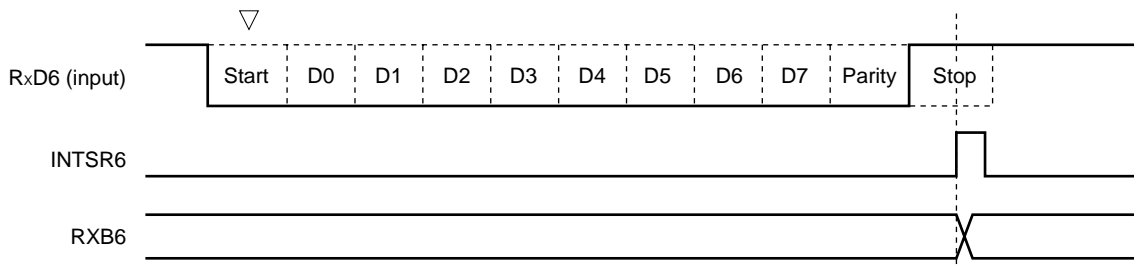 RxD6 (input)
Start D0 D1 D2 D3 D4 D5 D6 D7 Parity Stop
INTSR6
RXB6